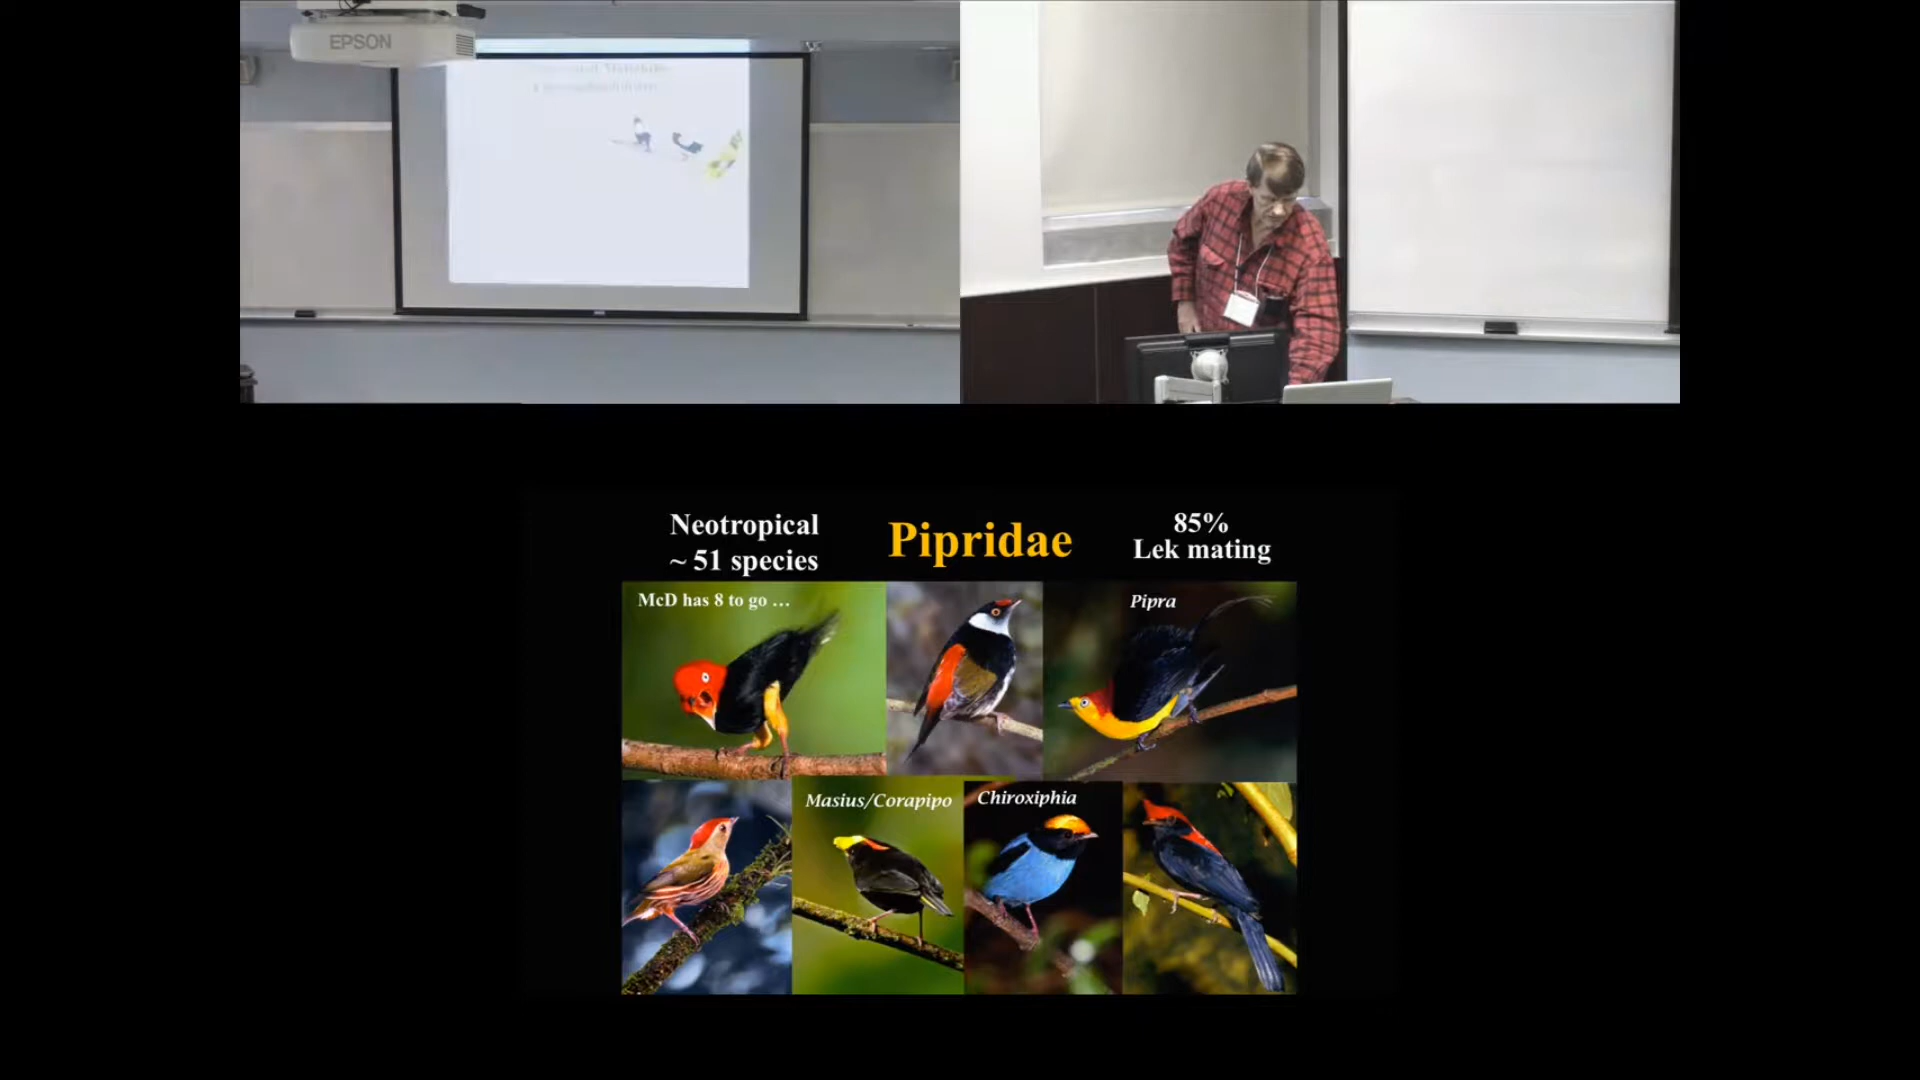 EPSON
Neotropical
~ 51 species
Pipridae
85%
Lek mating
McD has 8 to go …
Pipra
Masius/Corapipo
Chiroxiphia